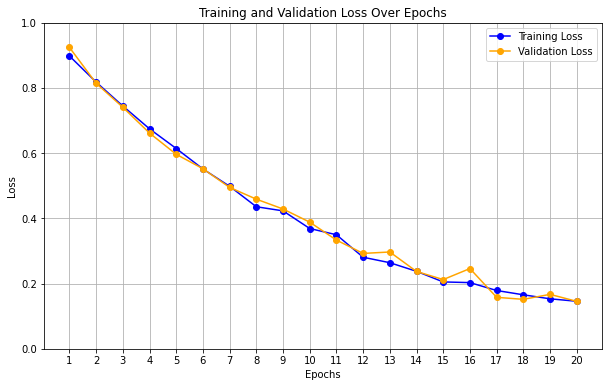 Training and Validation Loss Over Epochs
Training Loss
Validation Loss
Loss
1.0
0.8
0.6
0.4
0.2
0.0
1 2 3 4 5 6 7 8 9 10 11 12 13 14 15 16 17 18 19 20
Epochs